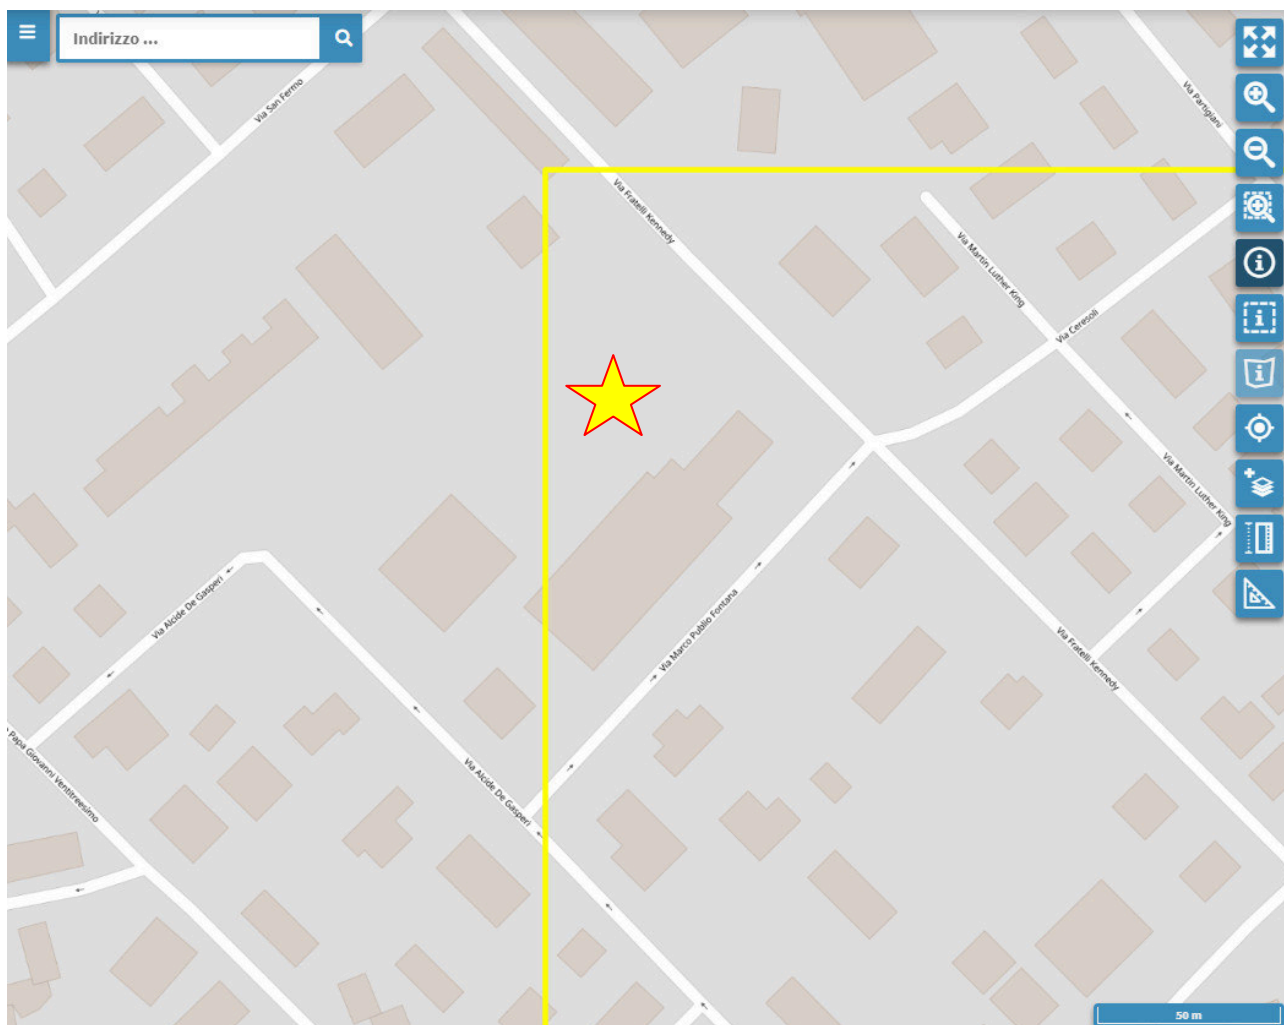 Indirizzo ...
Via San Fermo
Via Partigiani
Via Fratelli Kennedy
Via Martin Luther King
Via Ceresoli
Via Martin Luther King
Via Alcide De Gasperi
Via Marco Publio Fontana
Via Fratelli Kennedy
Papa Giovanni Ventitreesimo
Via Alcide De Gasperi
50 m